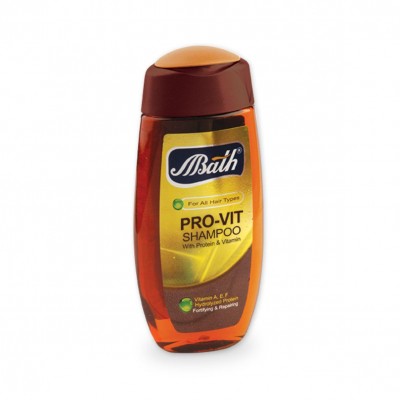 Bath
For All Hair Types
PRO-VIT
SHAMPOO
With Protein & Vitamin
Vitamin A, E, F
Hydrolyzed Protein
Fortifying & Repairing